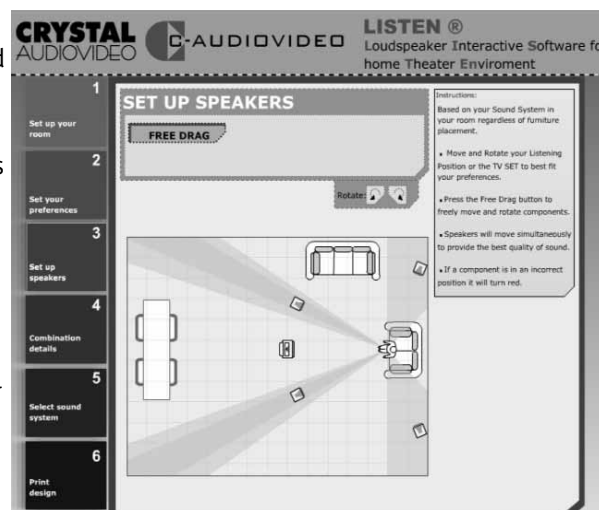 CRYSTAL
AUDIOVIDEO
C-AUDIOVIDEO
LISTEN ®
Loudspeaker Interactive Software fo
home Theater Enviroment
1
Set up your
room
2
Set your
preferences
3
Set up
speakers
4
Combination
details
5
Select sound
system
6
Print
design
SET UP SPEAKERS
FREE DRAG
Rotate:
Instructions:
Based on your Sound System in
your room regardless of furniture
placement.
• Move and Rotate your Listening
Position or the TV SET to best fit
your preferences.
• Press the Free Drag button to
freely move and rotate components.
• Speakers will move simultaneously
to provide the best quality of sound.
• If a component is in an incorrect
position it will turn red.